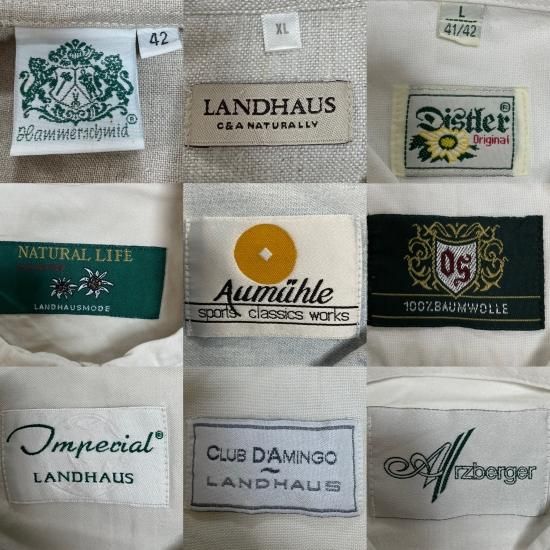 42
Hammerschmid®
XL
LANDHAUS
C&A NATURALLY
L
41/42
Distler®
Original
NATURAL LIFE
LANDHAUSMODE
Aumühle
sports classics works
OS
100% BAUMWOLLE
Imperial®
LANDHAUS
CLUB D'AMINGO
~
LANDHAUS
Arzberger